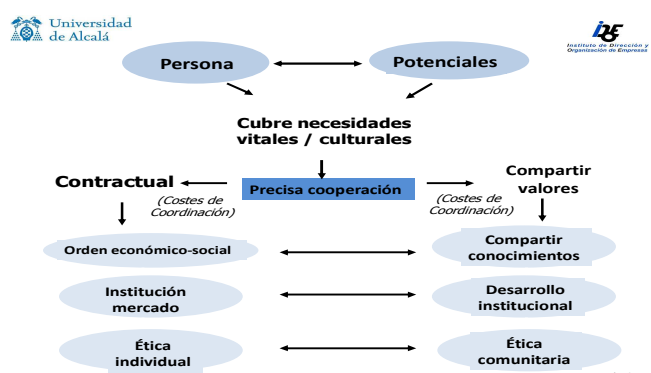 Universidad
de Alcalá
Instituto de Dirección y
Organización de Empresas
Persona
Potenciales
Cubre necesidades
vitales / culturales
Contractual
Precisa cooperación
Compartir
valores
(Costes de
Coordinación)
(Costes de
Coordinación)
Orden económico-social
Compartir
conocimientos
Institución
mercado
Desarrollo
institucional
Ética
individual
Ética
comunitaria